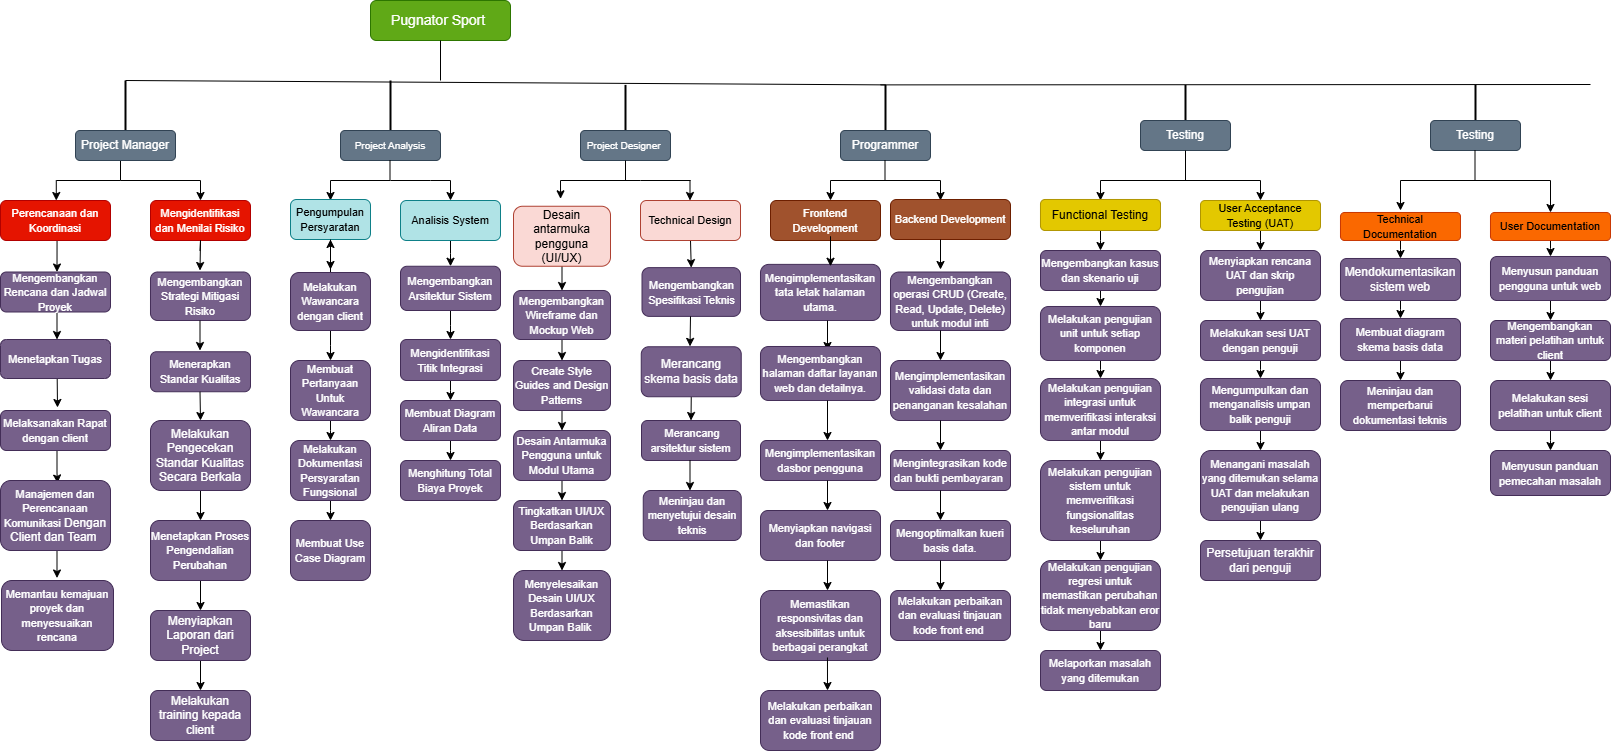 Pugnator Sport
Project Manager
Perencanaan dan
Koordinasi
Mengembangkan
Rencana dan Jadwal
Proyek
Menetapkan Tugas
Melaksanakan Rapat
dengan client
Manajemen dan
Perencanaan
Komunikasi Dengan
Client dan Team
Memantau kemajuan
proyek dan
menyesuaikan
rencana
Mengidentifikasi
dan Menilai Risiko
Mengembangkan
Strategi Mitigasi
Risiko
Menerapkan
Standar Kualitas
Melakukan
Pengecekan
Standar Kualitas
Secara Berkala
Menetapkan Proses
Pengendalian
Perubahan
Menyiapkan
Laporan dari
Project
Melakukan
training kepada
client
Project Analysis
Pengumpulan
Persyaratan
Melakukan
Wawancara
dengan client
Membuat
Pertanyaan
Untuk
Wawancara
Melakukan
Dokumentasi
Persyaratan
Fungsional
Membuat Use
Case Diagram
Analisis System
Mengembangkan
Arsitektur Sistem
Mengidentifikasi
Titik Integrasi
Membuat Diagram
Aliran Data
Menghitung Total
Biaya Proyek
Project Designer
Desain
antarmuka
pengguna
(UI/UX)
Mengembangkan
Wireframe dan
Mockup Web
Create Style
Guides and Design
Patterns
Desain Antarmuka
Pengguna untuk
Modul Utama
Tingkatkan UI/UX
Berdasarkan
Umpan Balik
Menyelesaikan
Desain UI/UX
Berdasarkan
Umpan Balik
Technical Design
Mengembangkan
Spesifikasi Teknis
Merancang
skema basis data
Merancang
arsitektur sistem
Meninjau dan
menyetujui desain
teknis
Programmer
Frontend
Development
Mengimplementasikan
tata letak halaman
utama.
Mengembangkan
halaman daftar layanan
web dan detailnya.
Mengimplementasikan
dasbor pengguna
Menyiapkan navigasi
dan footer
Memastikan
responsivitas dan
aksesibilitas untuk
berbagai perangkat
Melakukan perbaikan
dan evaluasi tinjauan
kode front end
Backend Development
Mengembangkan
operasi CRUD (Create,
Read, Update, Delete)
untuk modul inti
Mengimplementasikan
validasi data dan
penanganan kesalahan
Mengintegrasikan kode
dan bukti pembayaran
Mengoptimalkan kueri
basis data.
Melakukan perbaikan
dan evaluasi tinjauan
kode front end
Testing
Functional Testing
Mengembangkan kasus
dan skenario uji
Melakukan pengujian
unit untuk setiap
komponen
Melakukan pengujian
integrasi untuk
memverifikasi interaksi
antar modul
Melakukan pengujian
sistem untuk
memverifikasi
fungsionalitas
keseluruhan
Melakukan pengujian
regresi untuk
memastikan perubahan
tidak menyebabkan eror
baru
Melaporkan masalah
yang ditemukan
User Acceptance
Testing (UAT)
Menyiapkan rencana
UAT dan skrip
pengujian
Melakukan sesi UAT
dengan penguji
Mengumpulkan dan
menganalisis umpan
balik penguji
Menangani masalah
yang ditemukan selama
UAT dan melakukan
pengujian ulang
Persetujuan terakhir
dari penguji
Testing
Technical
Documentation
Mendokumentasikan
sistem web
Membuat diagram
skema basis data
Meninjau dan
memperbarui
dokumentasi teknis
User Documentation
Menyusun panduan
pengguna untuk web
Mengembangkan
materi pelatihan untuk
client
Melakukan sesi
pelatihan untuk client
Menyusun panduan
pemecahan masalah